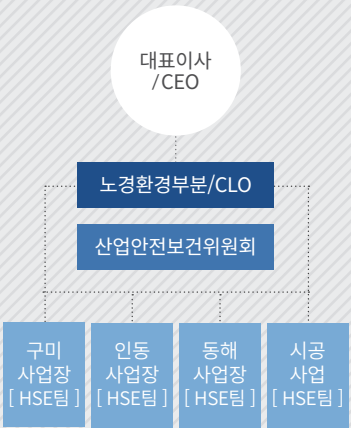 대표이사
/CEO
노경환경부분/CLO
산업안전보건위원회
구미
사업장
[ HSE팀 ]
인동
사업장
[ HSE팀 ]
동해
사업장
[ HSE팀 ]
시공
사업
[ HSE팀 ]